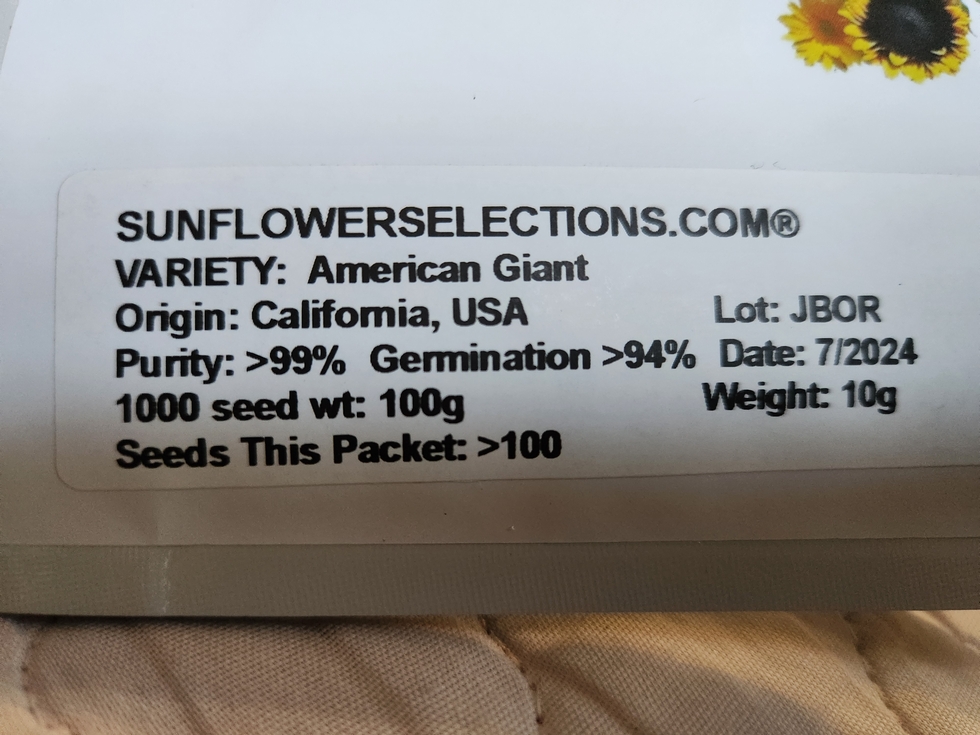 SUNFLOWERSELECTIONS.COM®
VARIETY: American Giant
Origin: California, USA Lot: JBOR
Purity: >99% Germination >94% Date: 7/2024
1000 seed wt: 100g Weight: 10g
Seeds This Packet: >100